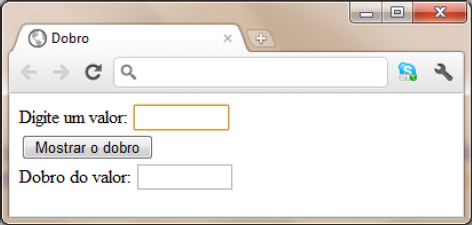 Dobro
Digite um valor:
Mostrar o dobro
Dobro do valor: